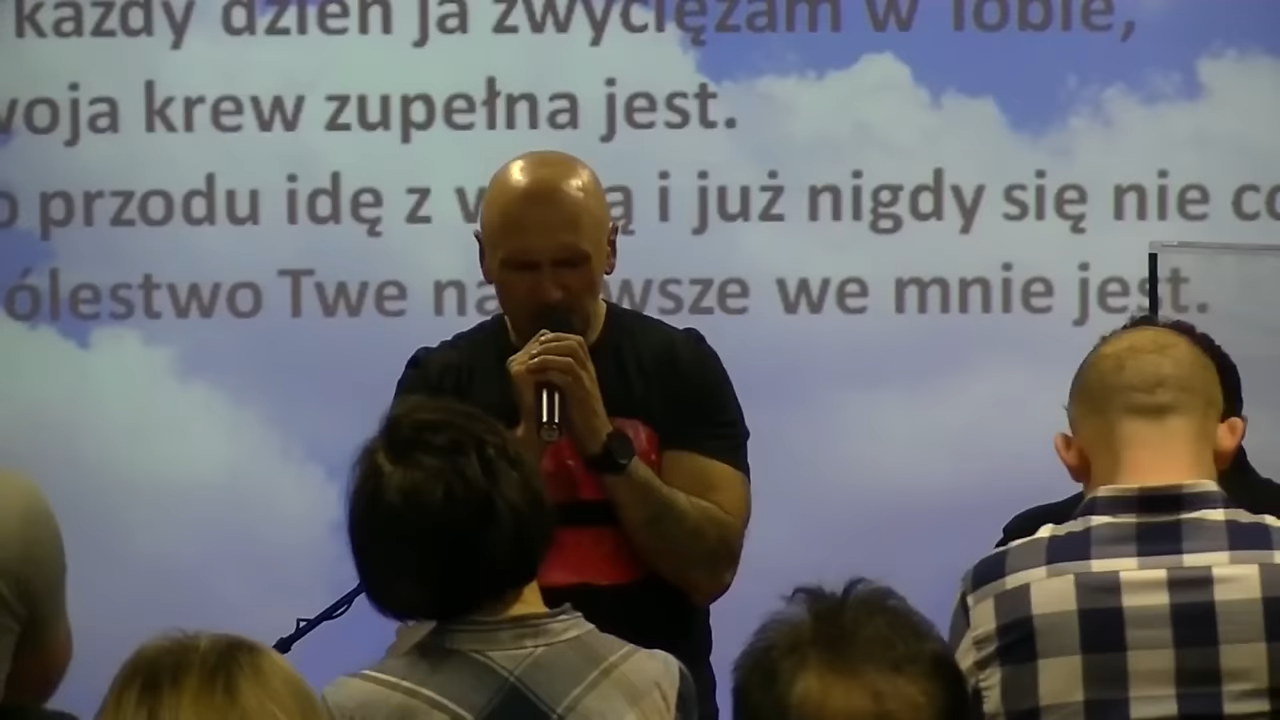 każdy dzień ja zwyciężam w Tobie,
krew zupełna jest.
przodu idę z i już nigdy się nie
Twe we mnie jest.